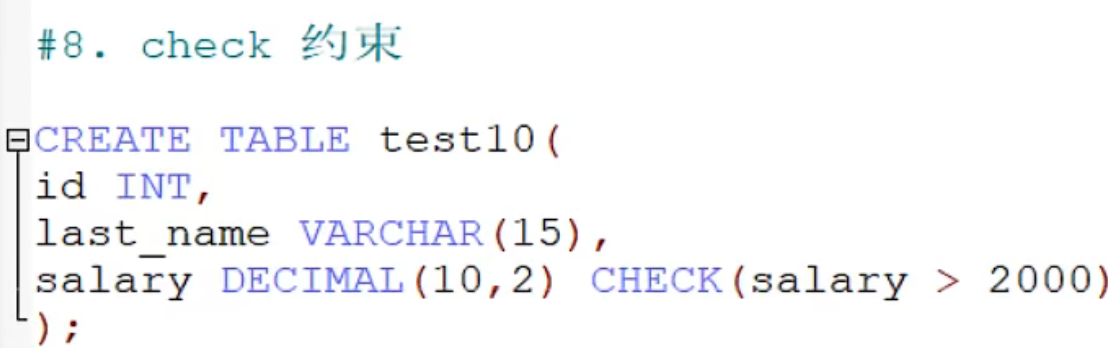 #8. check 约束
CREATE TABLE test10(
id INT,
last_name VARCHAR(15),
salary DECIMAL(10,2) CHECK(salary > 2000)
);